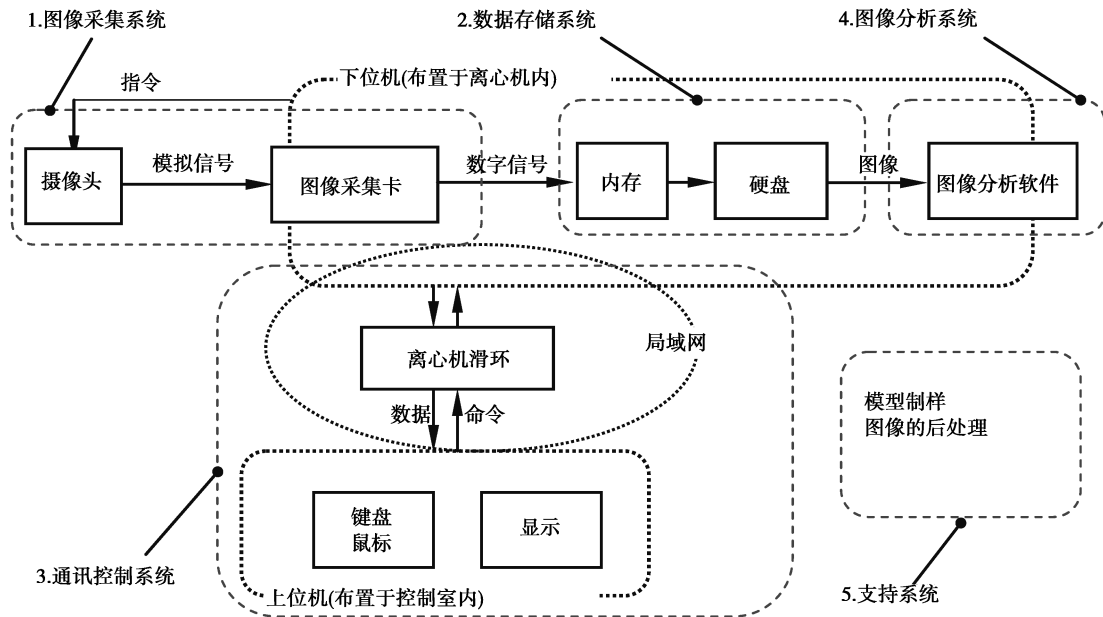 1.图像采集系统
2.数据存储系统
4.图像分析系统
下位机(布置于离心机内)
指令
摄像头
模拟信号
图像采集卡
数字信号
内存
硬盘
图像
图像分析软件
局域网
离心机滑环
数据
命令
模型制样
图像的后处理
键盘
鼠标
显示
3.通讯控制系统
上位机(布置于控制室内)
5.支持系统